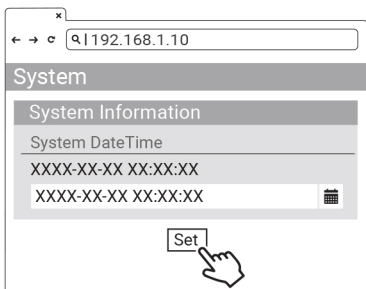 192.168.1.10
System
System Information
System DateTime
XXXX-XX-XX XX:XX:XX
XXXX-XX-XX XX:XX:XX
Set